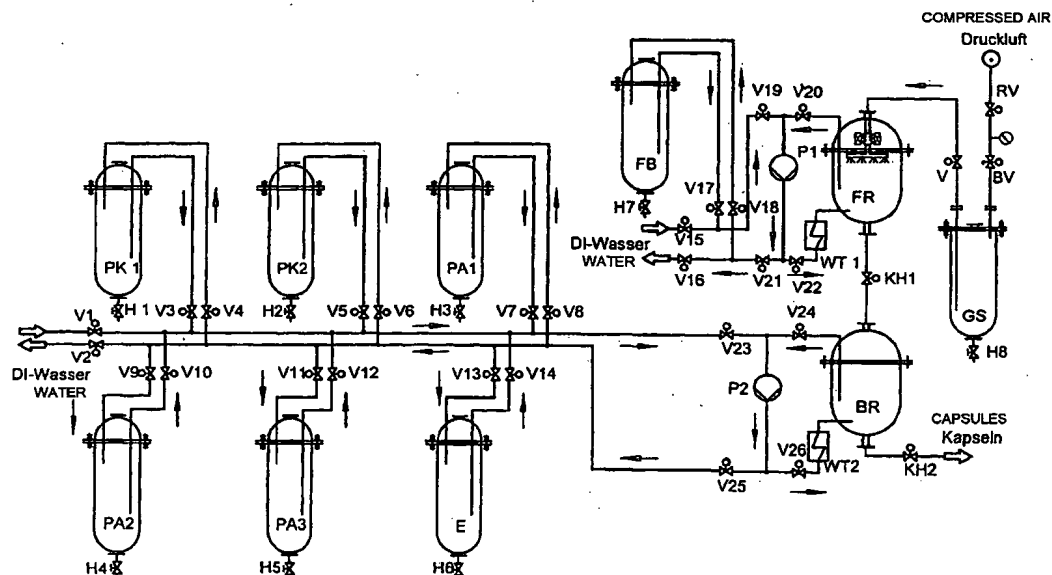 COMPRESSED AIR
Druckluft
V19 V20
RV
P1
FB
FR
V
BV
V17
V18
H7
V15
DI-Wasser
WATER
V16
V21
V22
WT 1
KH1
GS
H8
PK 1
PK2
PA1
H 1
V3
V4
H2
V5
V6
H3
V7
V8
V1
V2
DI-Wasser
WATER
V9
V10
V11
V12
V13
V14
V23
V24
P2
BR
V26
WT2
V25
CAPSULES
Kapseln
KH2
PA2
PA3
E
H4
H5
H6